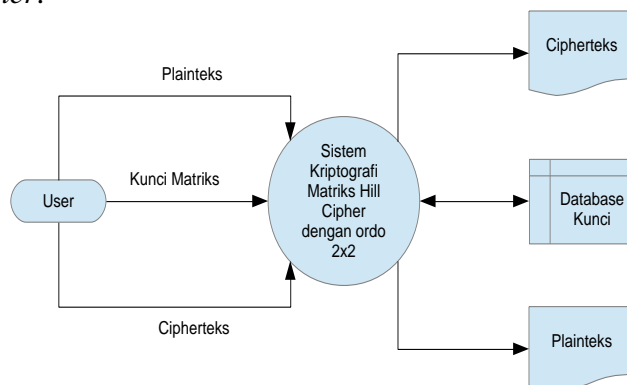 Plainteks
Kunci Matriks
User
Cipherteks
Sistem
Kriptografi
Matriks Hill
Cipher
dengan ordo
2x2
Cipherteks
Database
Kunci
Plainteks